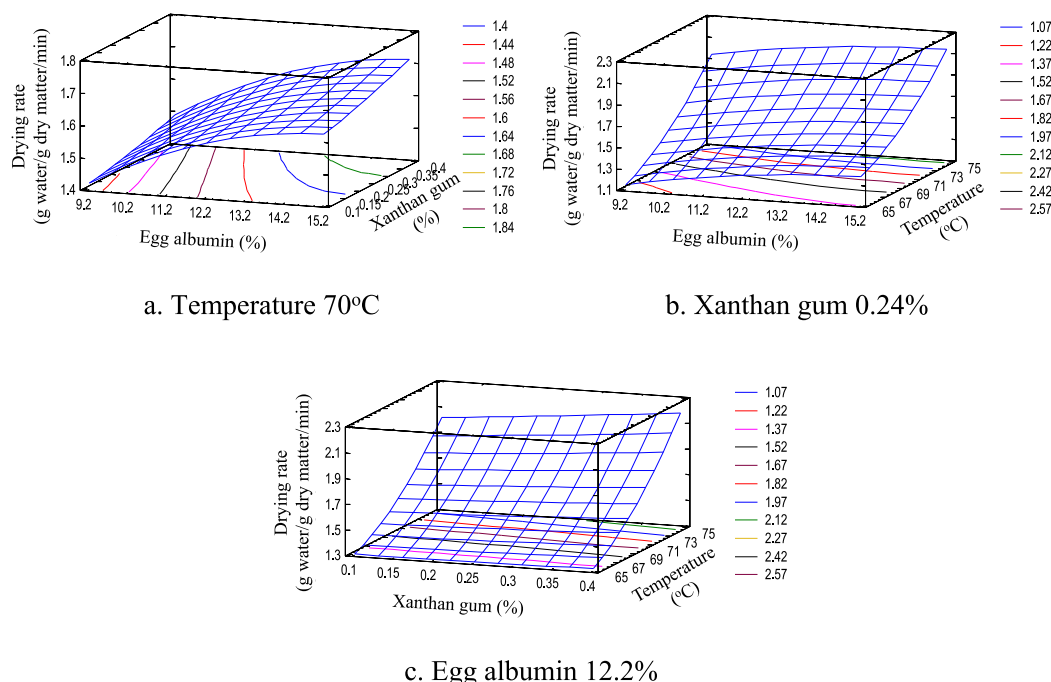 Drying rate
(g water/g dry matter/min)
1.8
1.7
1.6
1.5
1.4
9.2 10.2 11.2 12.2 13.2 14.2 15.2
Egg albumin (%)
0.1 0.15 0.2 0.25 0.3 0.35 0.4
Xanthan gum
(%)
1.4
1.44
1.48
1.52
1.56
1.6
1.64
1.68
1.72
1.76
1.8
1.84
a. Temperature 70°C
Drying rate
(g water/g dry matter/min)
2.3
2.1
1.9
1.7
1.5
1.3
1.1
9.2 10.2 11.2 12.2 13.2 14.2 15.2
Egg albumin (%)
65 67 69 71 73 75
Temperature
(ºC)
1.07
1.22
1.37
1.52
1.67
1.82
1.97
2.12
2.27
2.42
2.57
b. Xanthan gum 0.24%
Drying rate
(g water/g dry matter/min)
2.3
2.1
1.9
1.7
1.5
1.3
0.1 0.15 0.2 0.25 0.3 0.35 0.4
Xanthan gum (%)
65 67 69 71 73 75
Temperature
(ºC)
1.07
1.22
1.37
1.52
1.67
1.82
1.97
2.12
2.27
2.42
2.57
c. Egg albumin 12.2%